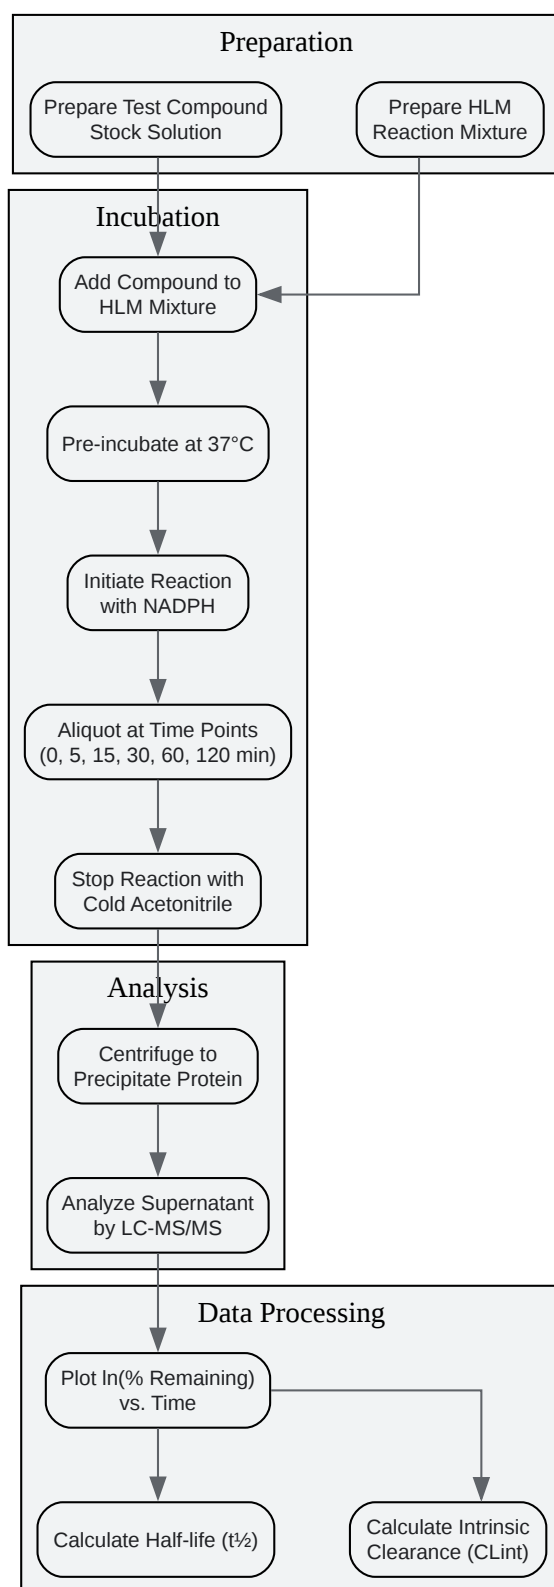 Preparation
Prepare Test Compound
Stock Solution
Prepare HLM
Reaction Mixture
Incubation
Add Compound to
HLM Mixture
Pre-incubate at 37°C
Initiate Reaction
with NADPH
Aliquot at Time Points
(0, 5, 15, 30, 60, 120 min)
Stop Reaction with
Cold Acetonitrile
Analysis
Centrifuge to
Precipitate Protein
Analyze Supernatant
by LC-MS/MS
Data Processing
Plot ln(% Remaining)
vs. Time
Calculate Half-life (t½)
Calculate Intrinsic
Clearance (CLint)